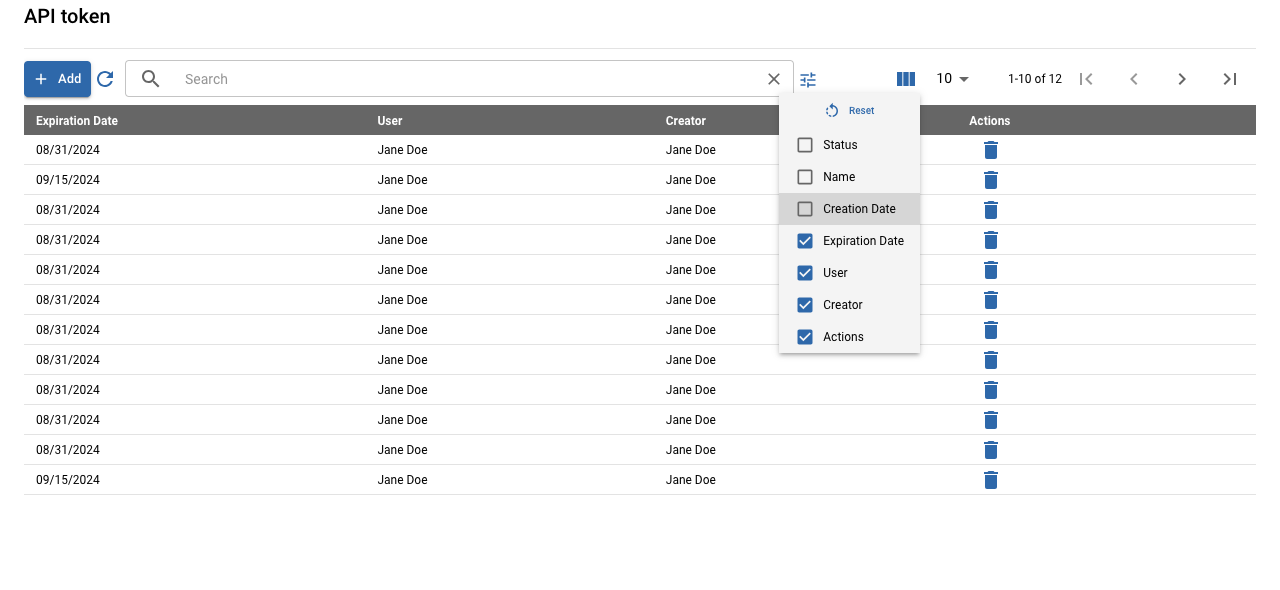 API token
Add
Search
10
1-10 of 12
Reset
Expiration Date User Creator Actions
Status
Name
Creation Date
Expiration Date
User
Creator
Actions
08/31/2024 Jane Doe Jane Doe
09/15/2024 Jane Doe Jane Doe
08/31/2024 Jane Doe Jane Doe
08/31/2024 Jane Doe Jane Doe
08/31/2024 Jane Doe Jane Doe
08/31/2024 Jane Doe Jane Doe
08/31/2024 Jane Doe Jane Doe
08/31/2024 Jane Doe Jane Doe
08/31/2024 Jane Doe Jane Doe
08/31/2024 Jane Doe Jane Doe
08/31/2024 Jane Doe Jane Doe
09/15/2024 Jane Doe Jane Doe